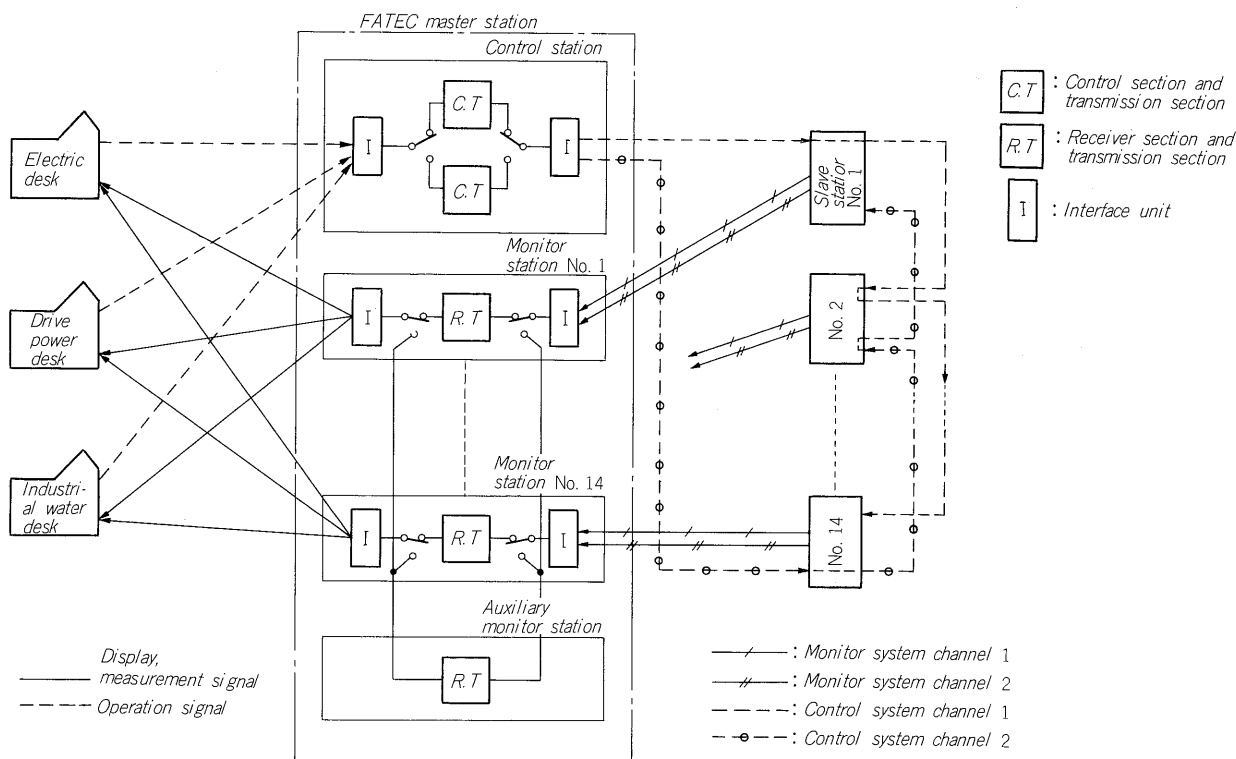 FATEC master station
Control station
C.T
I
I
C.T
Electric
desk
Monitor
station No. 1
I
R.T
I
Drive
power
desk
Monitor
station No. 14
I
R.T
I
Industri-
al water
desk
Auxiliary
monitor station
R.T
Slave
statior
No. 1
No. 2
No. 14
C.T : Control section and
transmission section
R.T : Receiver section and
transmission section
I : Interface unit
Display,
measurement signal
Operation signal
: Monitor system channel 1
: Monitor system channel 2
: Control system channel 1
: Control system channel 2